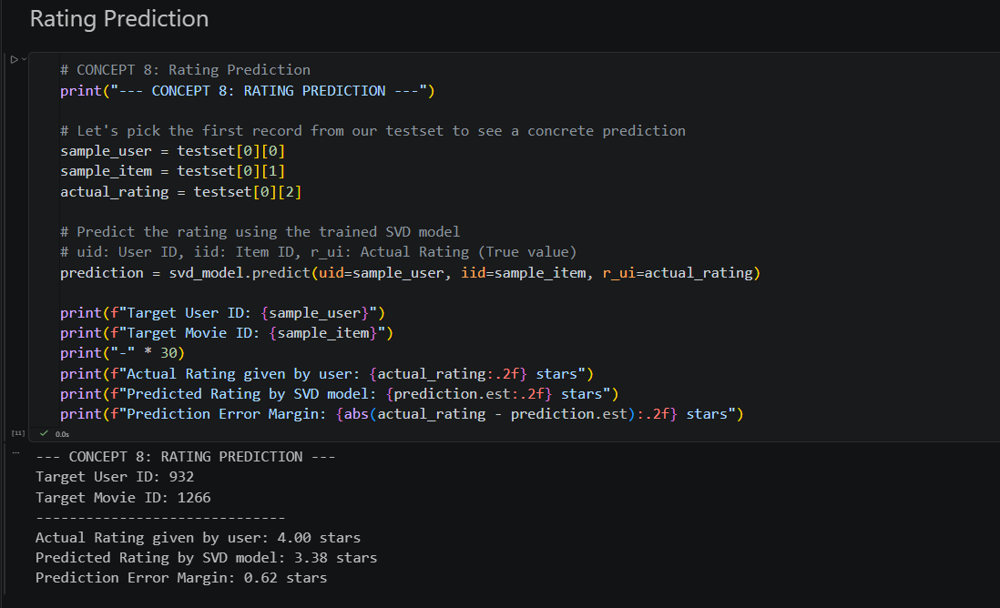 Rating Prediction
# CONCEPT 8: Rating Prediction
print("--- CONCEPT 8: RATING PREDICTION ---")
# Let's pick the first record from our testset to see a concrete prediction
sample_user = testset[0][0]
sample_item = testset[0][1]
actual_rating = testset[0][2]
# Predict the rating using the trained SVD model
# uid: User ID, iid: Item ID, r_ui: Actual Rating (True value)
prediction = svd_model.predict(uid=sample_user, iid=sample_item, r_ui=actual_rating)
print(f"Target User ID: {sample_user}")
print(f"Target Movie ID: {sample_item}")
print("-" * 30)
print(f"Actual Rating given by user: {actual_rating:.2f} stars")
print(f"Predicted Rating by SVD model: {prediction.est:.2f} stars")
print(f"Prediction Error Margin: {abs(actual_rating - prediction.est):.2f} stars")
[11] 0.0s
--- CONCEPT 8: RATING PREDICTION ---
Target User ID: 932
Target Movie ID: 1266
------------------------------
Actual Rating given by user: 4.00 stars
Predicted Rating by SVD model: 3.38 stars
Prediction Error Margin: 0.62 stars